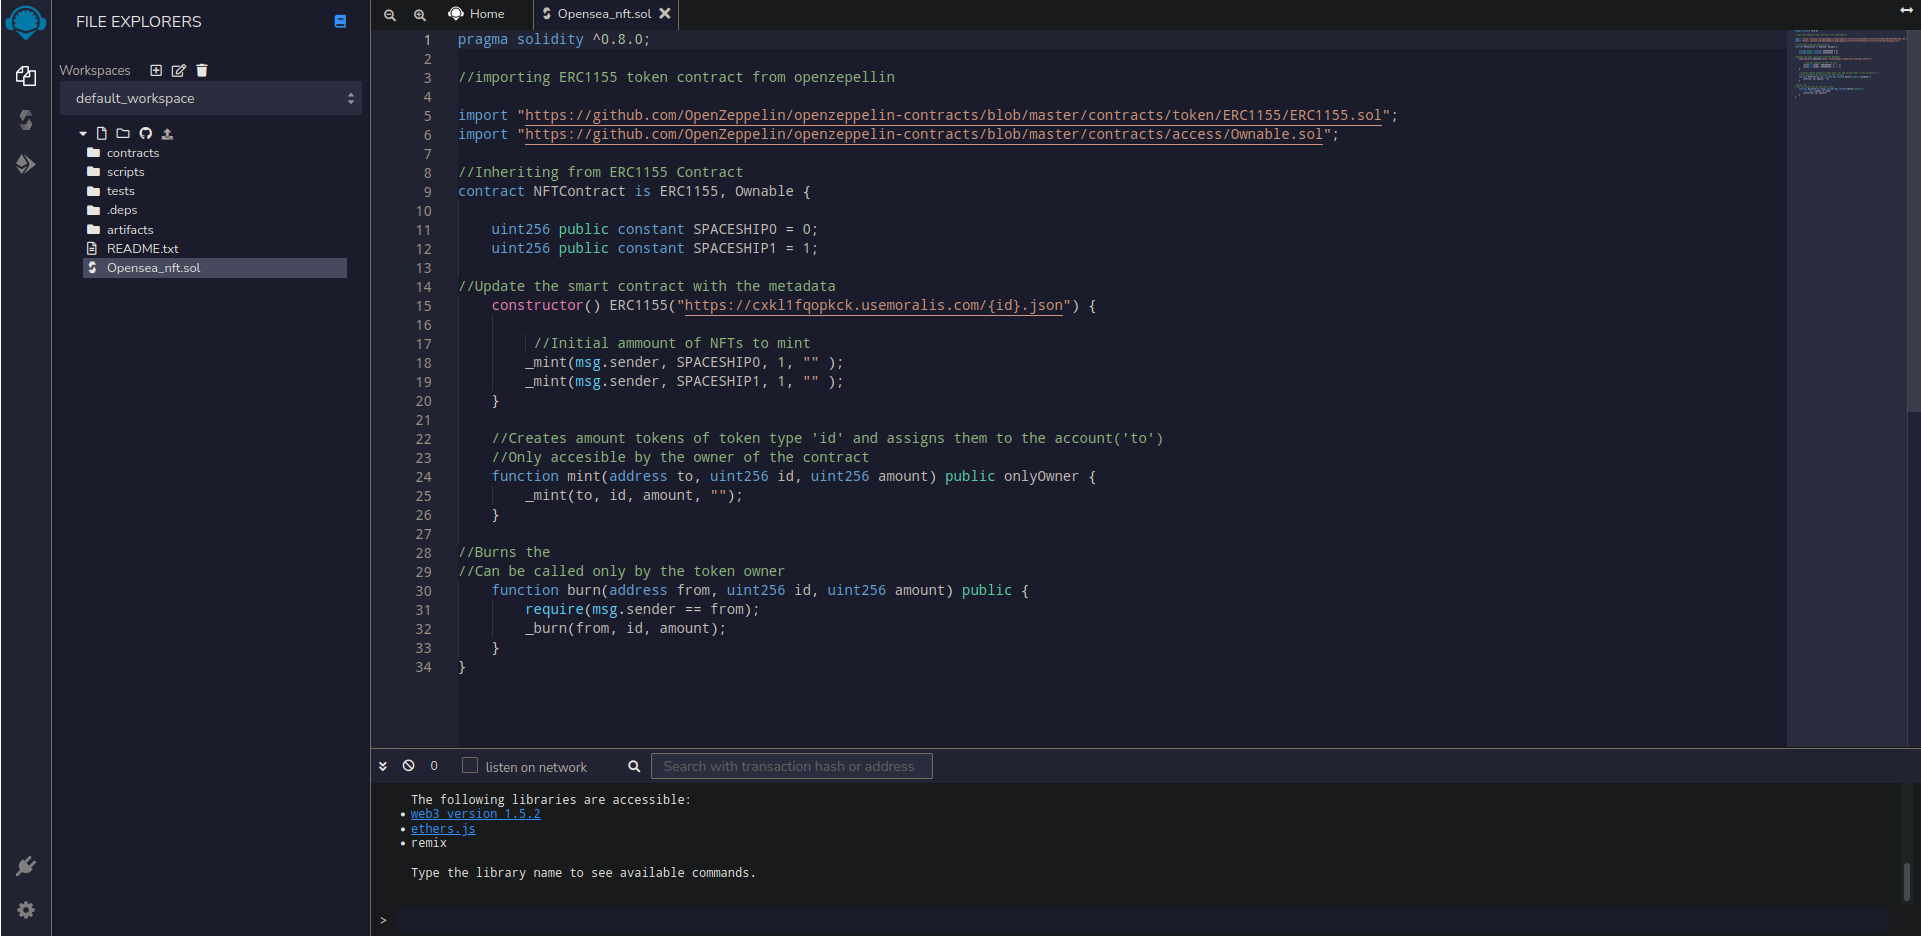 FILE EXPLORERS
Workspaces
default_workspace
contracts
scripts
tests
.deps
artifacts
README.txt
Opensea_nft.sol
Home
Opensea_nft.sol
1 pragma solidity ^0.8.0;
2
3 //importing ERC1155 token contract from openzepellin
4
5 import "https://github.com/OpenZeppelin/openzeppelin-contracts/blob/master/contracts/token/ERC1155/ERC1155.sol";
6 import "https://github.com/OpenZeppelin/openzeppelin-contracts/blob/master/contracts/access/Ownable.sol";
7
8 //Inheriting from ERC1155 Contract
9 contract NFTContract is ERC1155, Ownable {
10
11 uint256 public constant SPACESHIP0 = 0;
12 uint256 public constant SPACESHIP1 = 1;
13
14 //Update the smart contract with the metadata
15 constructor() ERC1155("https://cxkl1fqopkck.usemoralis.com/{id}.json") {
16
17 //Initial ammount of NFTs to mint
18 _mint(msg.sender, SPACESHIP0, 1, "" );
19 _mint(msg.sender, SPACESHIP1, 1, "" );
20 }
21
22 //Creates amount tokens of token type 'id' and assigns them to the account('to')
23 //Only accesible by the owner of the contract
24 function mint(address to, uint256 id, uint256 amount) public onlyOwner {
25 _mint(to, id, amount, "");
26 }
27
28 //Burns the
29 //Can be called only by the token owner
30 function burn(address from, uint256 id, uint256 amount) public {
31 require(msg.sender == from);
32 _burn(from, id, amount);
33 }
34 }
0 listen on network Search with transaction hash or address
The following libraries are accessible:
• web3 version 1.5.2
• ethers.js
• remix
Type the library name to see available commands.
>